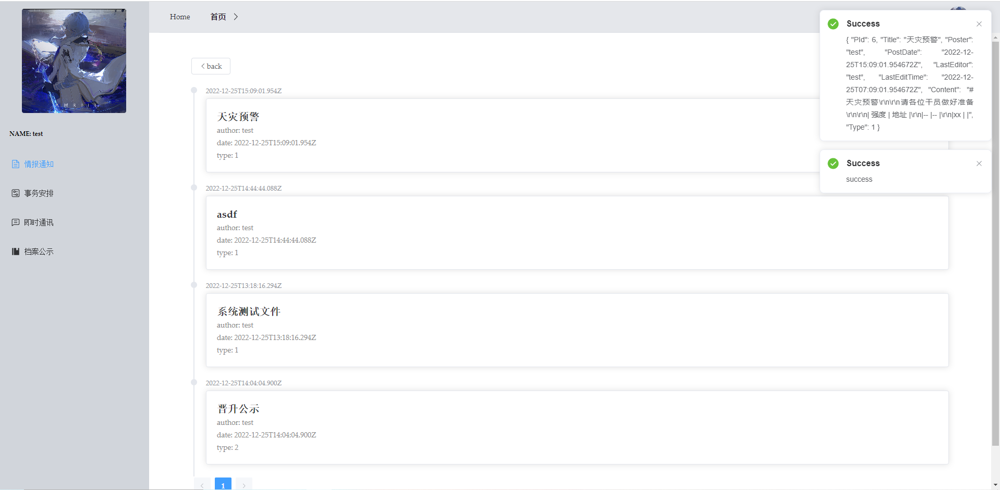 Home
首页
NAME: test
情报通知
事务安排
即时通讯
档案公示
back
2022-12-25T15:09:01.954Z
天灾预警
author: test
date: 2022-12-25T15:09:01.954Z
type: 1
2022-12-25T14:44:44.088Z
asdf
author: test
date: 2022-12-25T14:44:44.088Z
type: 1
2022-12-25T13:18:16.294Z
系统测试文件
author: test
date: 2022-12-25T13:18:16.294Z
type: 1
2022-12-25T14:04:04.900Z
晋升公示
author: test
date: 2022-12-25T14:04:04.900Z
type: 2
1
Success
{ "PId": 6, "Title": "天灾预警", "Poster":
"test", "PostDate": "2022-12-
25T15:09:01.954672Z", "LastEditor":
"test", "LastEditTime": "2022-12-
25T07:09:01.954672Z", "Content": "#
天灾预警\r\n\r\n请各位干员做好准备
\r\n\r\n| 强度 | 地址 |\r\n|-- |-- |\r\n|xx | |",
"Type": 1 }
Success
success